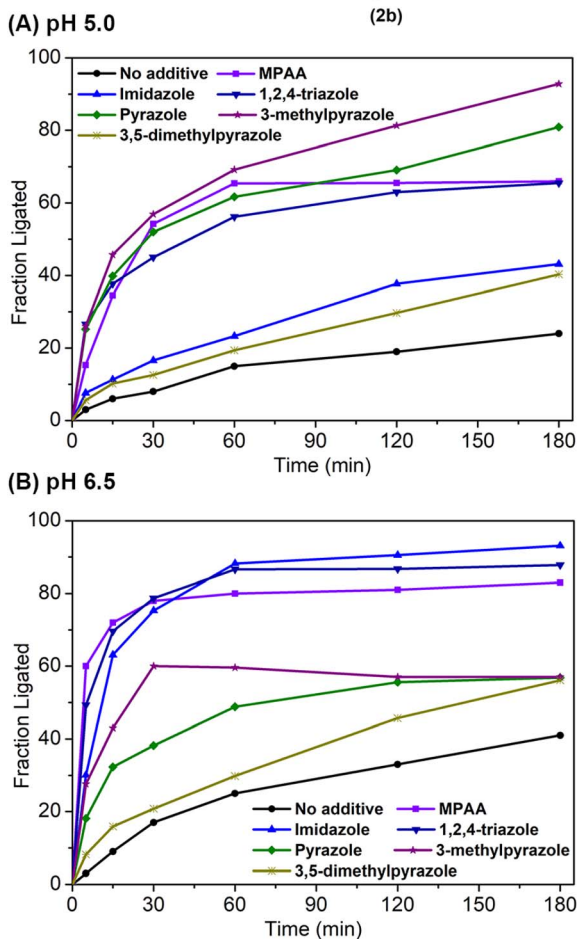 (2b)
(A) pH 5.0
100
80
60
40
20
0
Fraction Ligated
No additive MPAA
Imidazole 1,2,4-triazole
Pyrazole 3-methylpyrazole
3,5-dimethylpyrazole
0 30 60 90 120 150 180
Time (min)
(B) pH 6.5
100
80
60
40
20
0
Fraction Ligated
No additive MPAA
Imidazole 1,2,4-triazole
Pyrazole 3-methylpyrazole
3,5-dimethylpyrazole
0 30 60 90 120 150 180
Time (min)